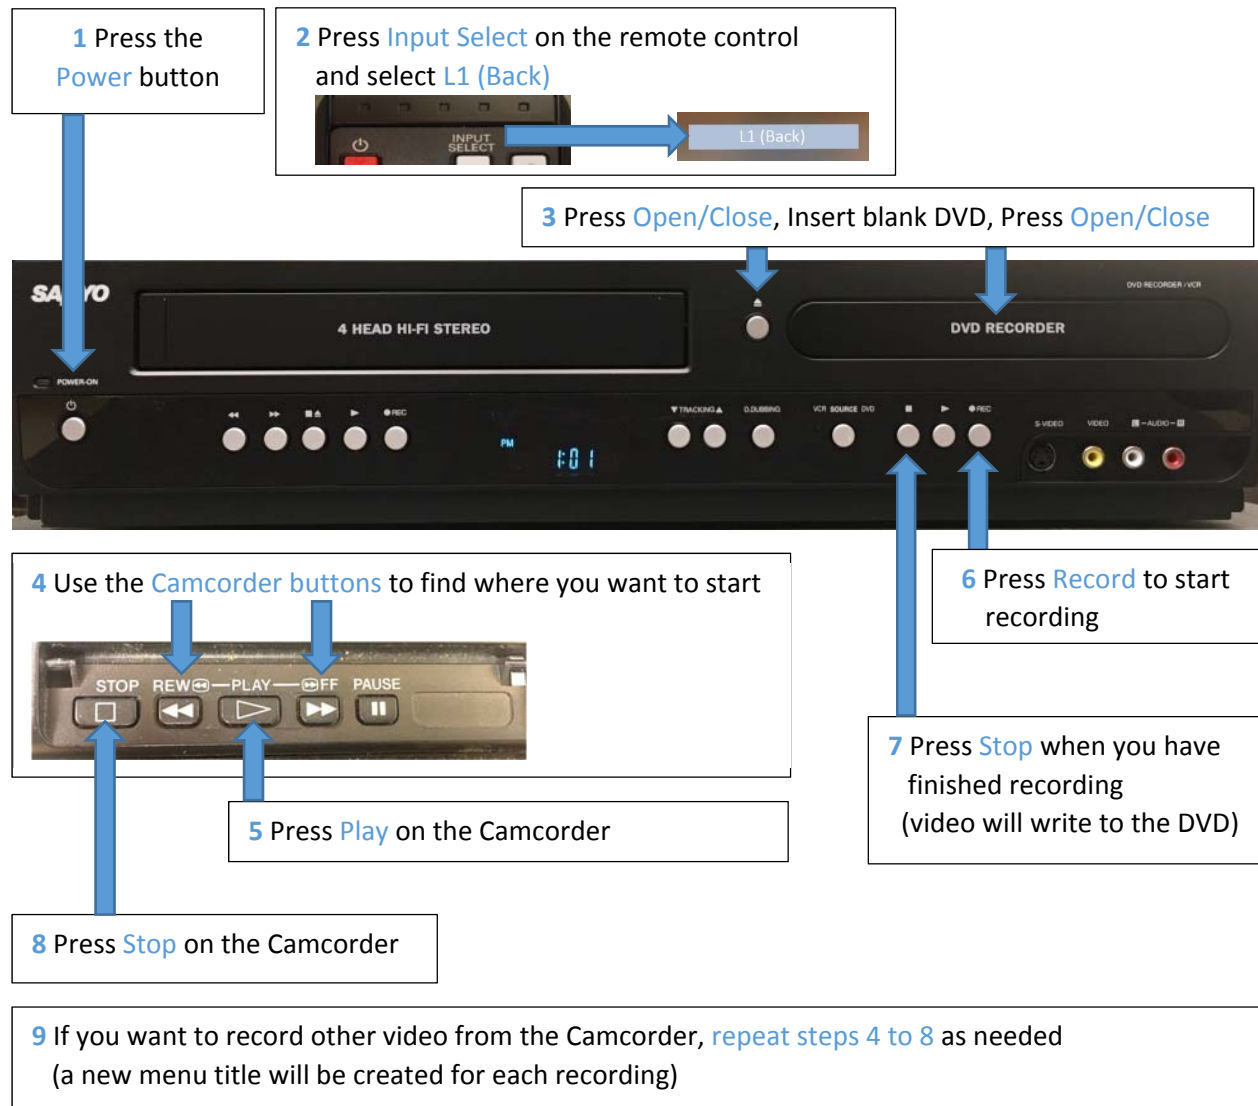 1 Press the
Power button
2 Press Input Select on the remote control
and select L1 (Back)
INPUT
SELECT
L1 (Back)
3 Press Open/Close, Insert blank DVD, Press Open/Close
DVD RECORDER / VCR
4 HEAD HI-FI STEREO
DVD RECORDER
POWER-ON
REC
TRACKING
D.DUBBING
VCR SOURCE DVD
REC
S-VIDEO
VIDEO
L-AUDIO-R
PM
1:01
4 Use the Camcorder buttons to find where you want to start
STOP REW PLAY FF PAUSE
5 Press Play on the Camcorder
6 Press Record to start
recording
7 Press Stop when you have
finished recording
(video will write to the DVD)
8 Press Stop on the Camcorder
9 If you want to record other video from the Camcorder, repeat steps 4 to 8 as needed
(a new menu title will be created for each recording)